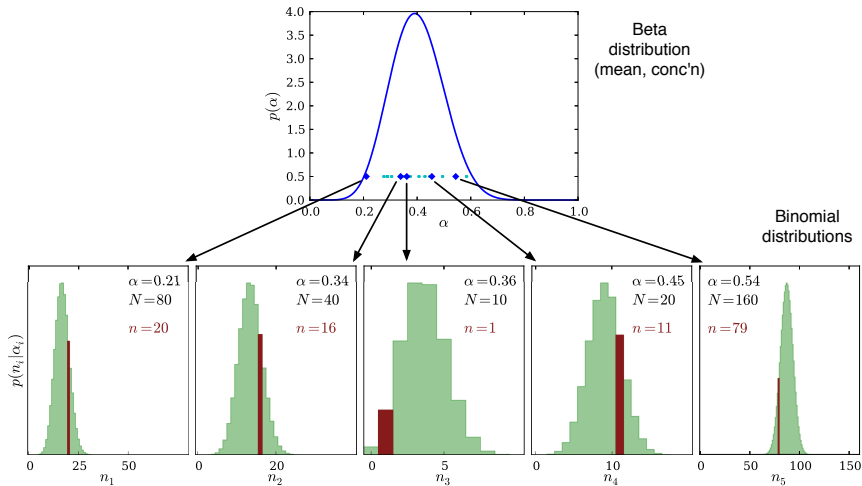 4.0
3.5
3.0
2.5
2.0
1.5
1.0
0.5
0.0
p(α)
0.0 0.2 0.4 0.6 0.8 1.0
α
Beta
distribution
(mean, conc'n)
Binomial
distributions
p(n_i|α_i)
α=0.21
N=80
n=20
0 50
n_1
α=0.34
N=40
n=16
0 20
n_2
α=0.36
N=10
n=1
0 5
n_3
α=0.45
N=20
n=11
0 10
n_4
α=0.54
N=160
n=79
0 50 100 150
n_5